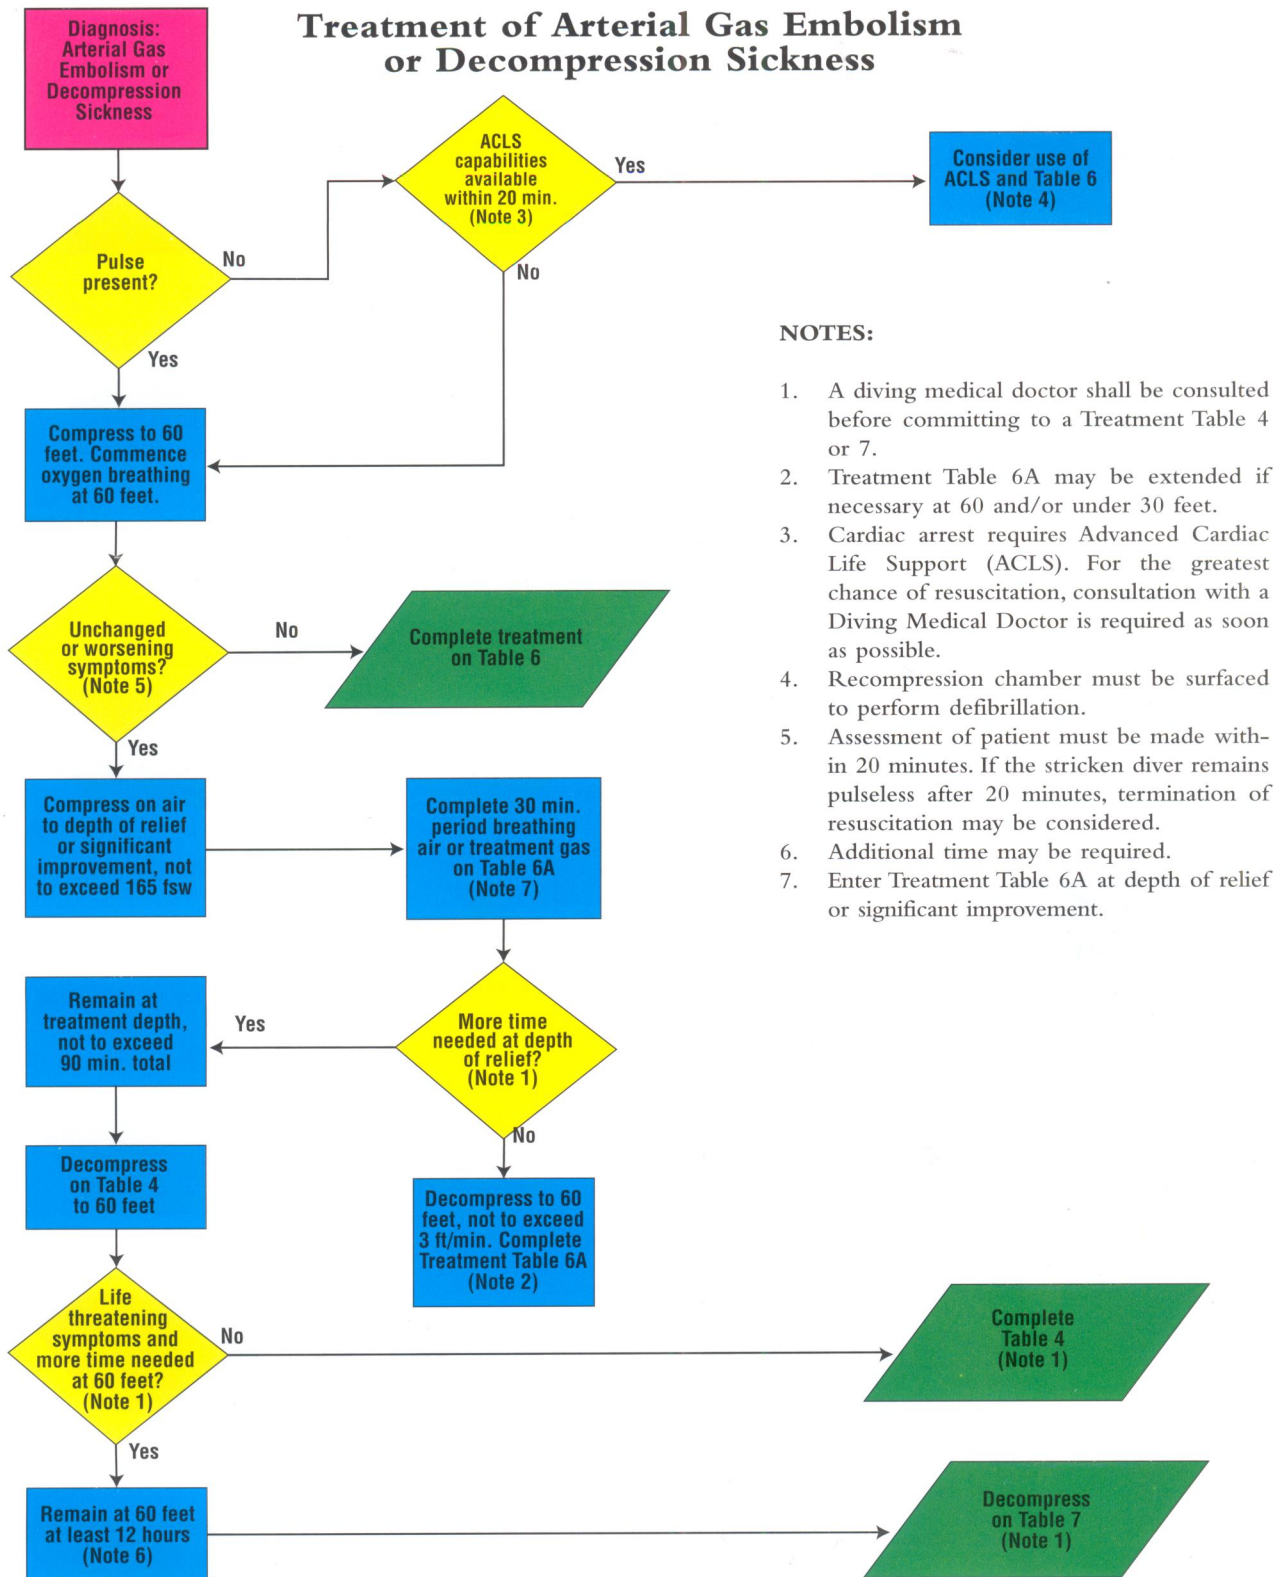 Treatment of Arterial Gas Embolism
or Decompression Sickness
Diagnosis:
Arterial Gas
Embolism or
Decompression
Sickness
ACLS
capabilities
available
within 20 min.
(Note 3)
Yes
Consider use of
ACLS and Table 6
(Note 4)
Pulse
present?
No
No
Yes
Compress to 60
feet. Commence
oxygen breathing
at 60 feet.
Unchanged
or worsening
symptoms?
(Note 5)
No
Complete treatment
on Table 6
Yes
Compress on air
to depth of relief
or significant
improvement, not
to exceed 165 fsw
Complete 30 min.
period breathing
air or treatment gas
on Table 6A
(Note 7)
Remain at
treatment depth,
not to exceed
90 min. total
Yes
More time
needed at depth
of relief?
(Note 1)
No
Decompress
on Table 4
to 60 feet
Decompress to 60
feet, not to exceed
3 ft/min. Complete
Treatment Table 6A
(Note 2)
Life
threatening
symptoms and
more time needed
at 60 feet?
(Note 1)
No
Complete
Table 4
(Note 1)
Yes
Remain at 60 feet
at least 12 hours
(Note 6)
Decompress
on Table 7
(Note 1)
NOTES:
1. A diving medical doctor shall be consulted
before committing to a Treatment Table 4
or 7.
2. Treatment Table 6A may be extended if
necessary at 60 and/or under 30 feet.
3. Cardiac arrest requires Advanced Cardiac
Life Support (ACLS). For the greatest
chance of resuscitation, consultation with a
Diving Medical Doctor is required as soon
as possible.
4. Recompression chamber must be surfaced
to perform defibrillation.
5. Assessment of patient must be made with-
in 20 minutes. If the stricken diver remains
pulseless after 20 minutes, termination of
resuscitation may be considered.
6. Additional time may be required.
7. Enter Treatment Table 6A at depth of relief
or significant improvement.